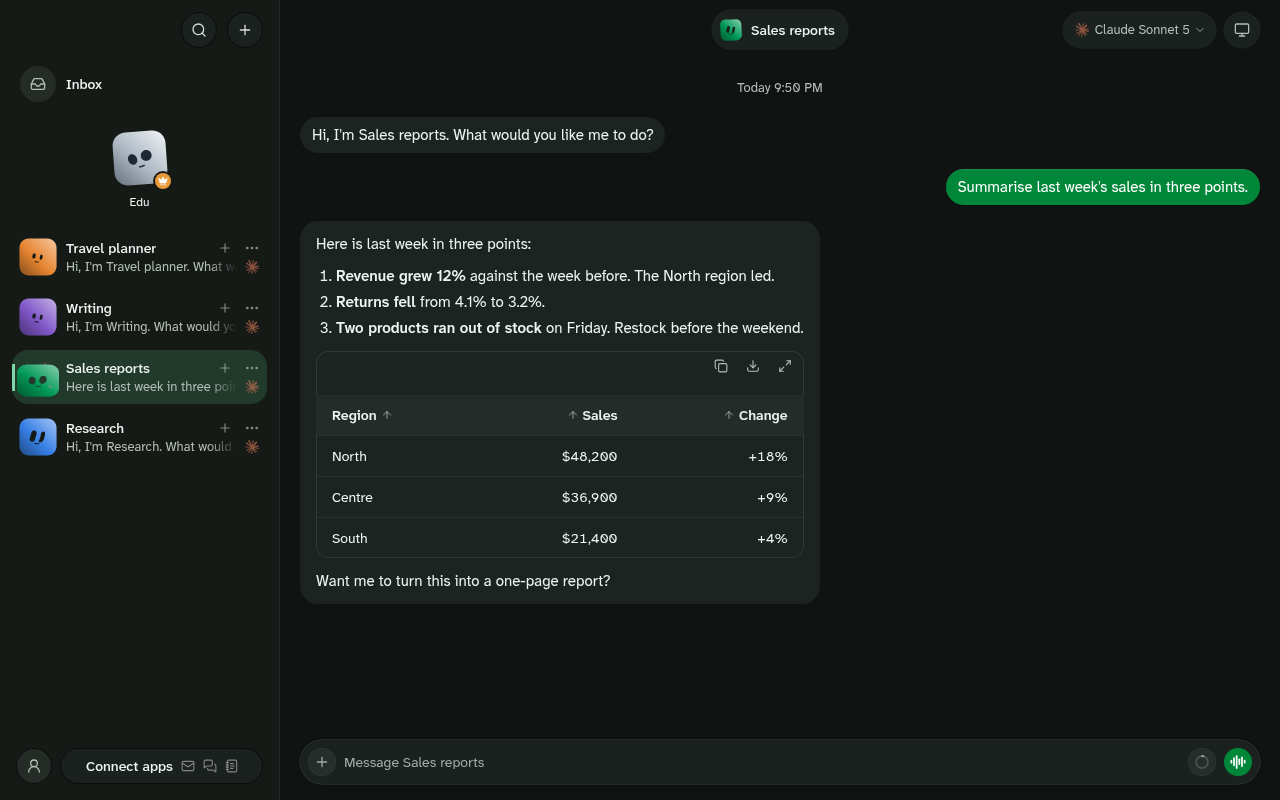 Inbox
Edu
Travel planner
Hi, I'm Travel planner. What w
Writing
Hi, I'm Writing. What would yo
Sales reports
Here is last week in three poin
Research
Hi, I'm Research. What would
Connect apps
Sales reports
Claude Sonnet 5
Today 9:50 PM
Hi, I'm Sales reports. What would you like me to do?
Summarise last week's sales in three points.
Here is last week in three points:
1. Revenue grew 12% against the week before. The North region led.
2. Returns fell from 4.1% to 3.2%.
3. Two products ran out of stock on Friday. Restock before the weekend.
Region Sales Change
North $48,200 +18%
Centre $36,900 +9%
South $21,400 +4%
Want me to turn this into a one-page report?
Message Sales reports